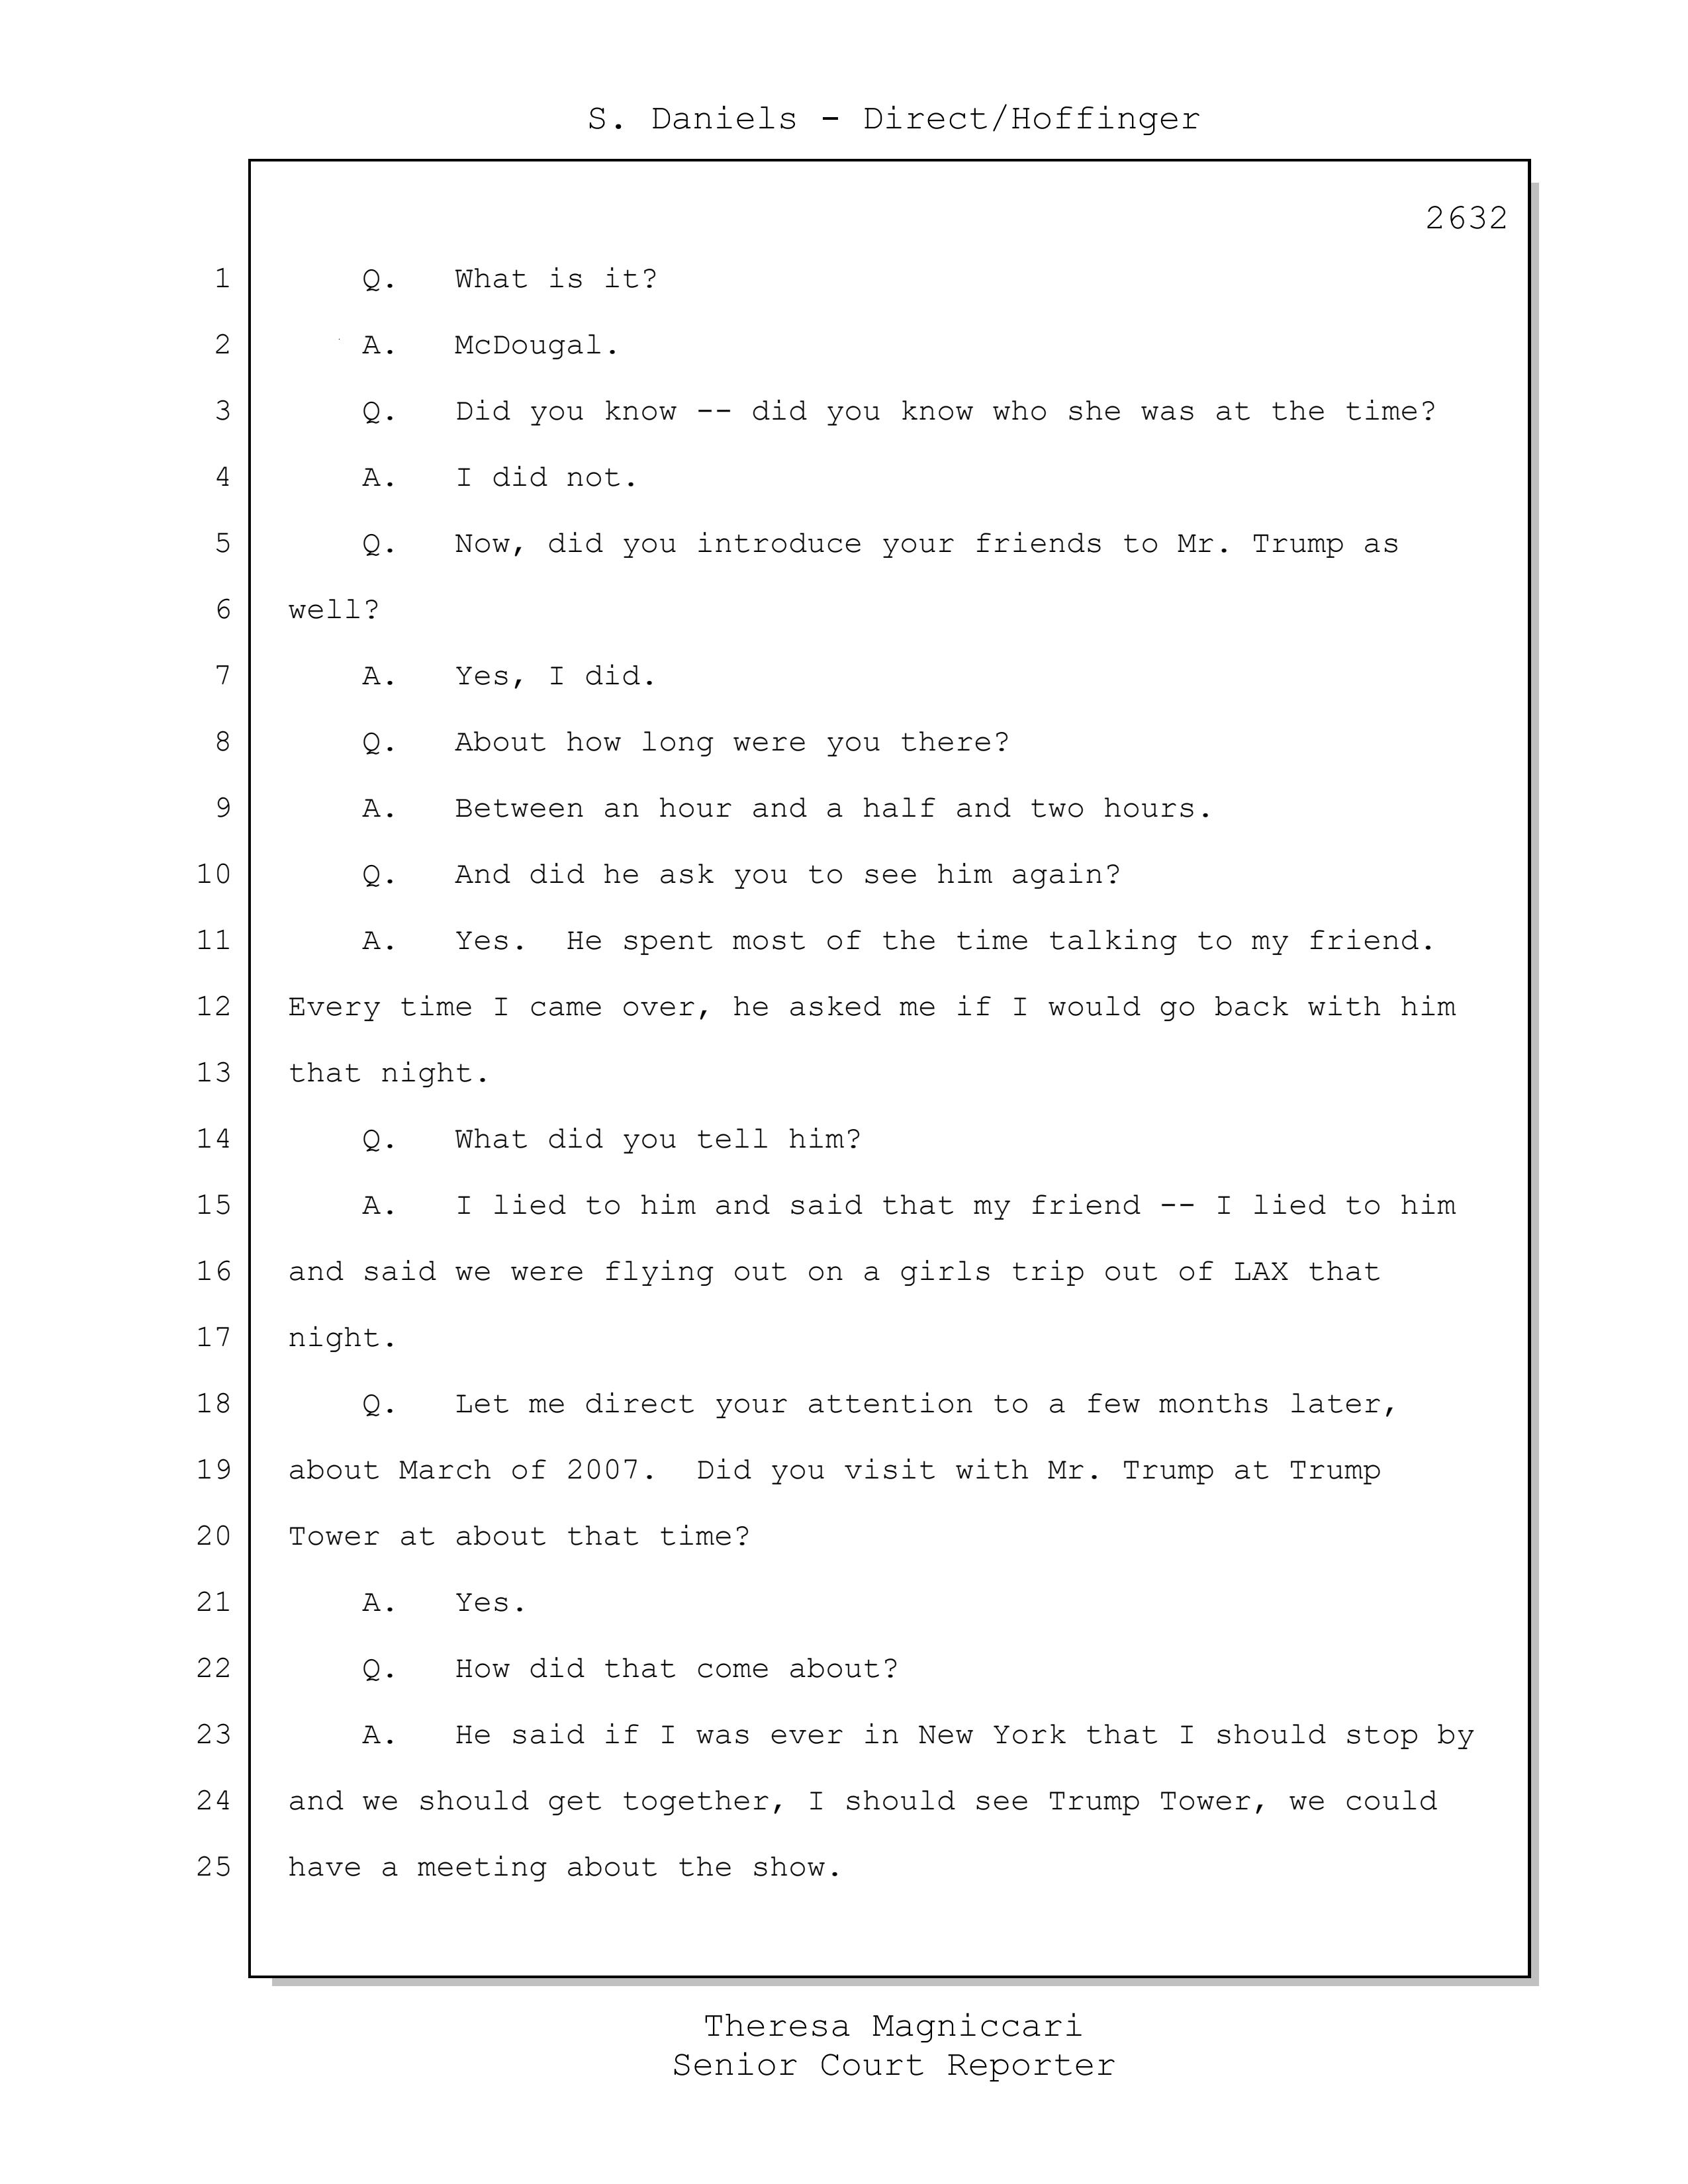 S. Daniels - Direct/Hoffinger
2632
1 Q. What is it?
2 A. McDougal.
3 Q. Did you know -- did you know who she was at the time?
4 A. I did not.
5 Q. Now, did you introduce your friends to Mr. Trump as
6 well?
7 A. Yes, I did.
8 Q. About how long were you there?
9 A. Between an hour and a half and two hours.
10 Q. And did he ask you to see him again?
11 A. Yes. He spent most of the time talking to my friend.
12 Every time I came over, he asked me if I would go back with him
13 that night.
14 Q. What did you tell him?
15 A. I lied to him and said that my friend -- I lied to him
16 and said we were flying out on a girls trip out of LAX that
17 night.
18 Q. Let me direct your attention to a few months later,
19 about March of 2007. Did you visit with Mr. Trump at Trump
20 Tower at about that time?
21 A. Yes.
22 Q. How did that come about?
23 A. He said if I was ever in New York that I should stop by
24 and we should get together, I should see Trump Tower, we could
25 have a meeting about the show.
Theresa Magniccari
Senior Court Reporter